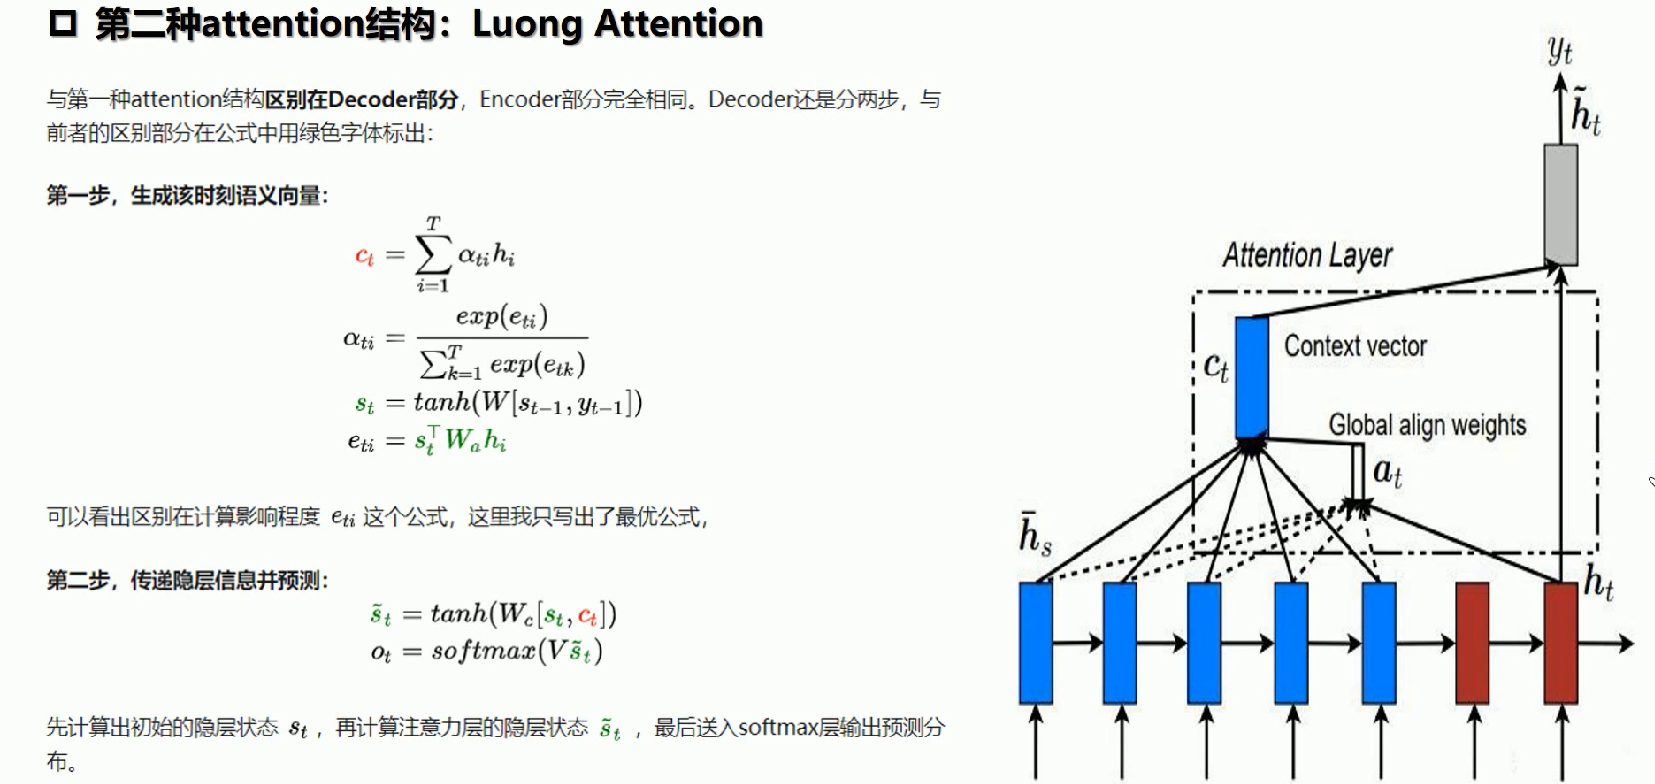 第二种attention结构：Luong Attention
与第一种attention结构区别在Decoder部分，Encoder部分完全相同。Decoder还是分两步，与
前者的区别部分在公式中用绿色字体标出：
第一步，生成该时刻语义向量：
c_t = \sum_{i=1}^{T} α_{ti} h_i
α_{ti} = \frac{exp(e_{ti})}{\sum_{k=1}^{T} exp(e_{tk})}
s_t = tanh(W[s_{t-1}, y_{t-1}])
e_{ti} = s_t^⊤ W_a h_i
可以看出区别在计算影响程度 e_{ti} 这个公式，这里我只写出了最优公式，
第二步，传递隐层信息并预测：
\tilde{s}_t = tanh(W_c[s_t, c_t])
o_t = softmax(V\tilde{s}_t)
先计算出初始的隐层状态 s_t ，再计算注意力层的隐层状态 \tilde{s}_t ，最后送入softmax层输出预测分
布。
y_t
\tilde{h}_t
Attention Layer
Context vector
c_t
Global align weights
a_t
\bar{h}_s
h_t